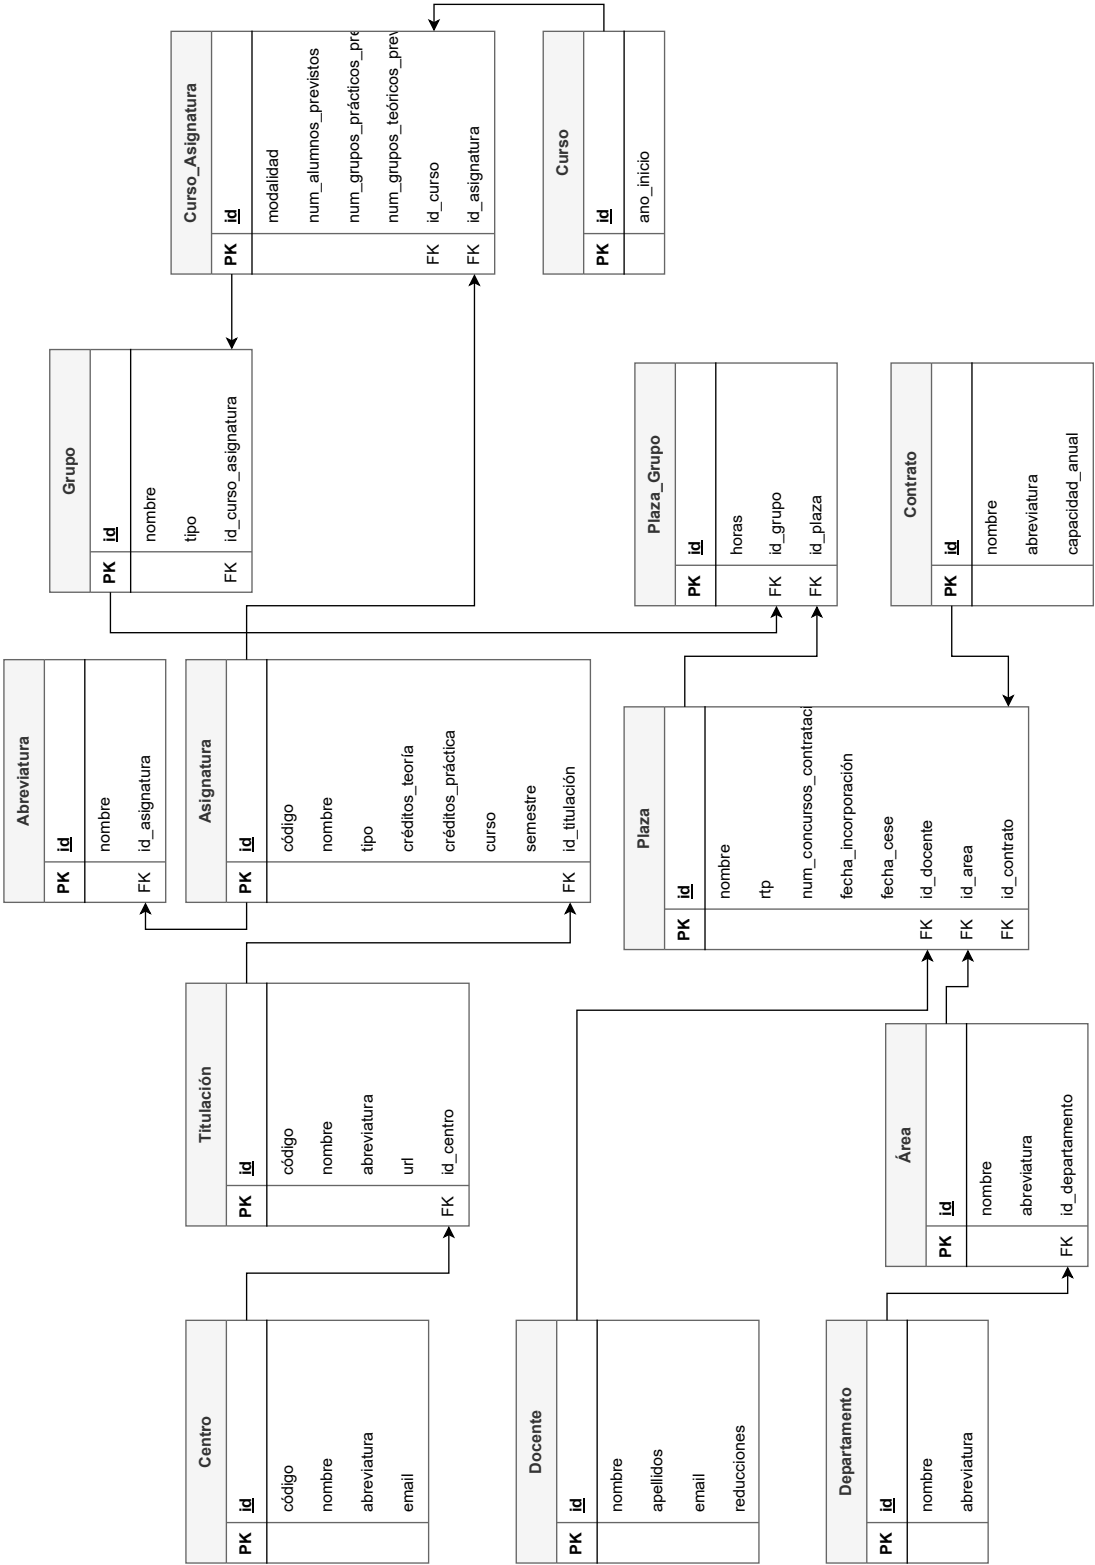 Centro
PK id
código
nombre
abreviatura
email
Titulación
PK id
código
nombre
abreviatura
url
FK id_centro
Abreviatura
PK id
nombre
FK id_asignatura
Asignatura
PK id
código
nombre
tipo
créditos_teoría
créditos_práctica
curso
semestre
FK id_titulación
Grupo
PK id
nombre
tipo
FK id_curso_asignatura
Curso_Asignatura
PK id
modalidad
num_alumnos_previstos
num_grupos_prácticos_pre
num_grupos_teóricos_prev
FK id_curso
FK id_asignatura
Curso
PK id
ano_inicio
Docente
PK id
nombre
apellidos
email
reducciones
Plaza
PK id
nombre
rtp
num_concursos_contrataci
fecha_incorporación
fecha_cese
FK id_docente
FK id_area
FK id_contrato
Plaza_Grupo
PK id
horas
FK id_grupo
FK id_plaza
Departamento
PK id
nombre
abreviatura
Área
PK id
nombre
abreviatura
FK id_departamento
Contrato
PK id
nombre
abreviatura
capacidad_anual